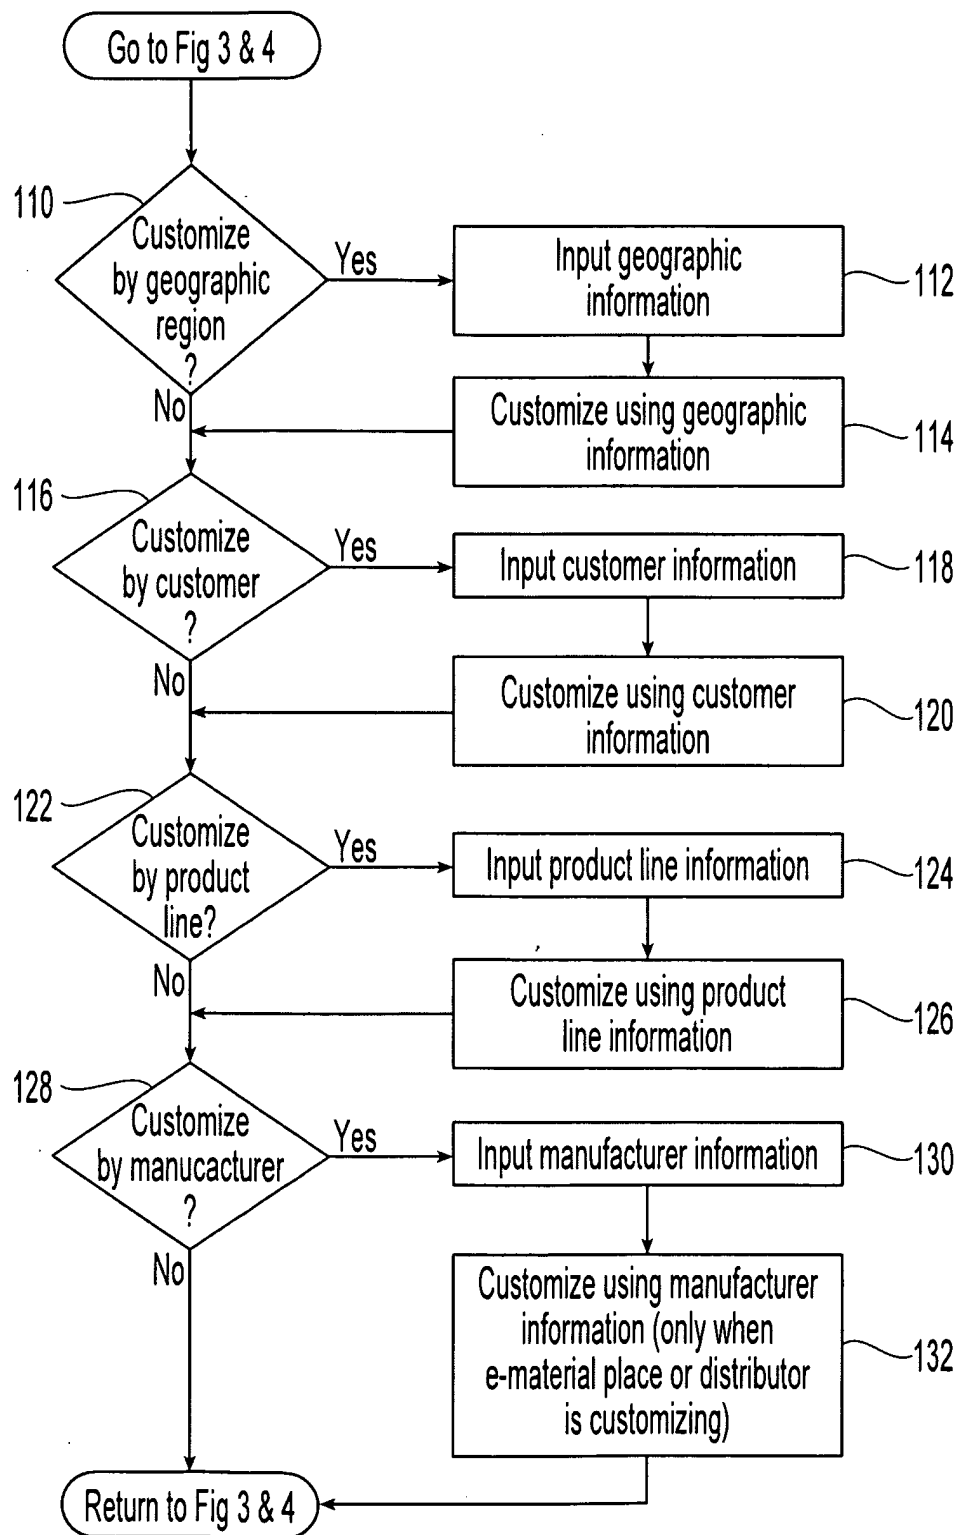 Go to Fig 3 & 4
110
Customize
by geographic
region
?
Yes
No
Input geographic
information
112
Customize using geographic
information
114
116
Customize
by customer
?
Yes
No
Input customer information
118
Customize using customer
information
120
122
Customize
by product
line?
Yes
No
Input product line information
124
Customize using product
line information
126
128
Customize
by manucacturer
?
Yes
No
Input manufacturer information
130
Customize using manufacturer
information (only when
e-material place or distributor
is customizing)
132
Return to Fig 3 & 4